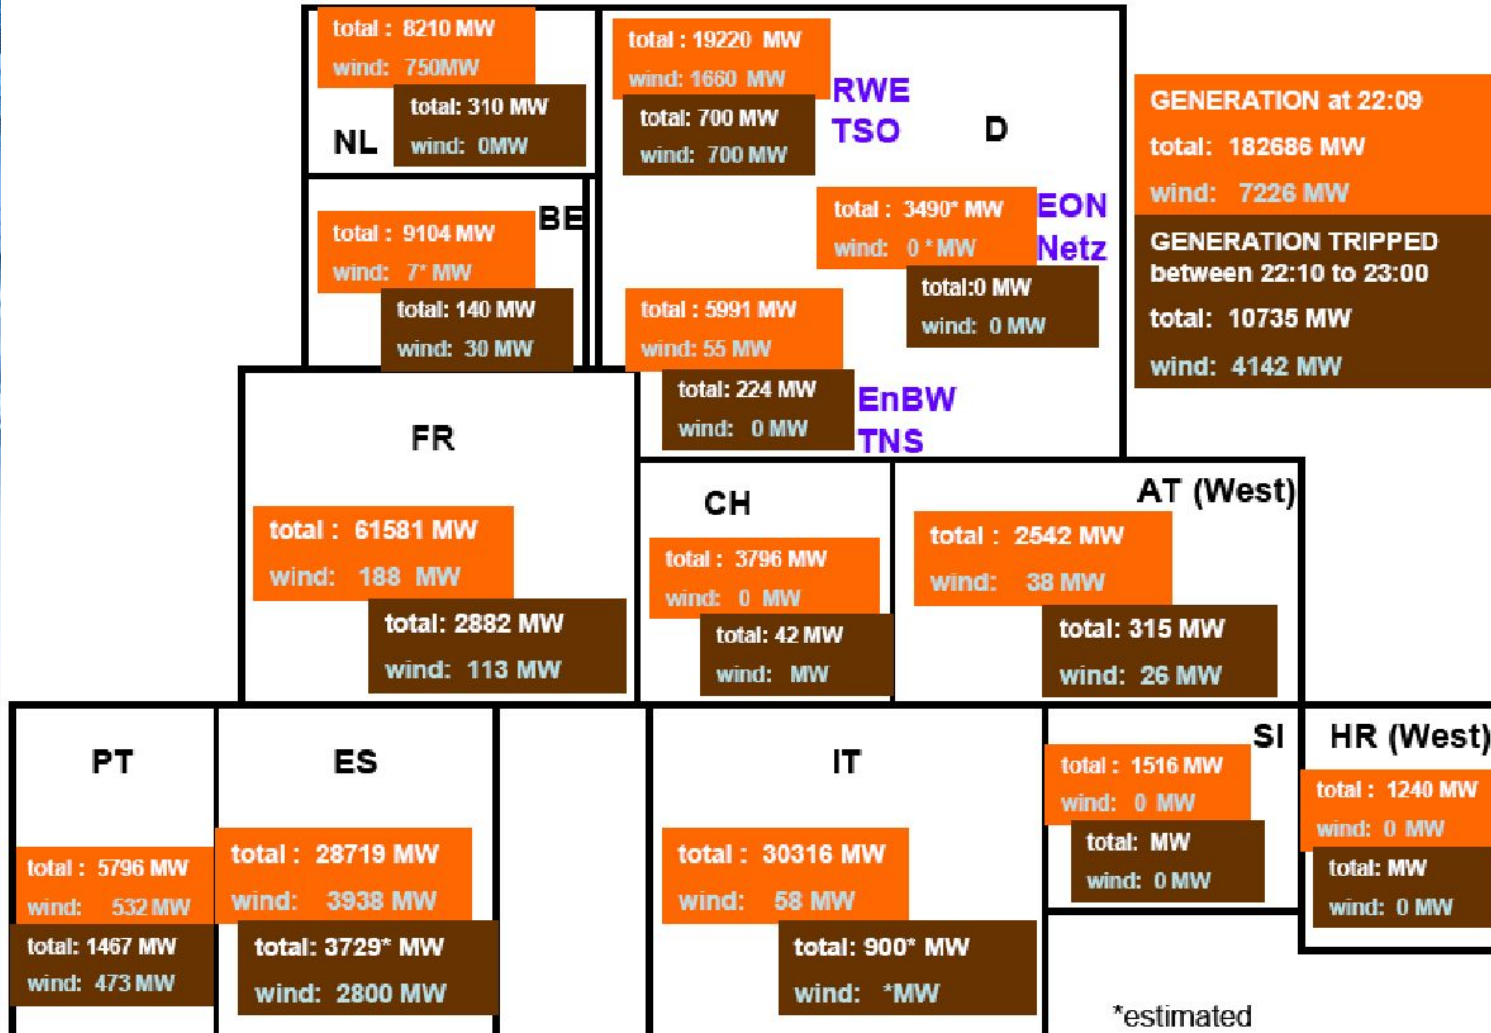 total : 8210 MW
wind: 750MW
total: 310 MW
wind: 0MW
NL
total : 19220 MW
wind: 1660 MW
total: 700 MW
wind: 700 MW
RWE
TSO
D
GENERATION at 22:09
total: 182686 MW
wind: 7226 MW
GENERATION TRIPPED
between 22:10 to 23:00
total: 10735 MW
wind: 4142 MW
BE
total : 9104 MW
wind: 7* MW
total: 140 MW
wind: 30 MW
total : 3490* MW
wind: 0 *MW
EON
Netz
total:0 MW
wind: 0 MW
total : 5991 MW
wind: 55 MW
total: 224 MW
wind: 0 MW
EnBW
TNS
FR
total : 61581 MW
wind: 188 MW
total: 2882 MW
wind: 113 MW
CH
total : 3796 MW
wind: 0 MW
total: 42 MW
wind: MW
AT (West)
total : 2542 MW
wind: 38 MW
total: 315 MW
wind: 26 MW
PT
total : 5796 MW
wind: 532 MW
total: 1467 MW
wind: 473 MW
ES
total : 28719 MW
wind: 3938 MW
total: 3729* MW
wind: 2800 MW
IT
total : 30316 MW
wind: 58 MW
total: 900* MW
wind: *MW
SI
total : 1516 MW
wind: 0 MW
total: MW
wind: 0 MW
HR (West)
total : 1240 MW
wind: 0 MW
total: MW
wind: 0 MW
*estimated